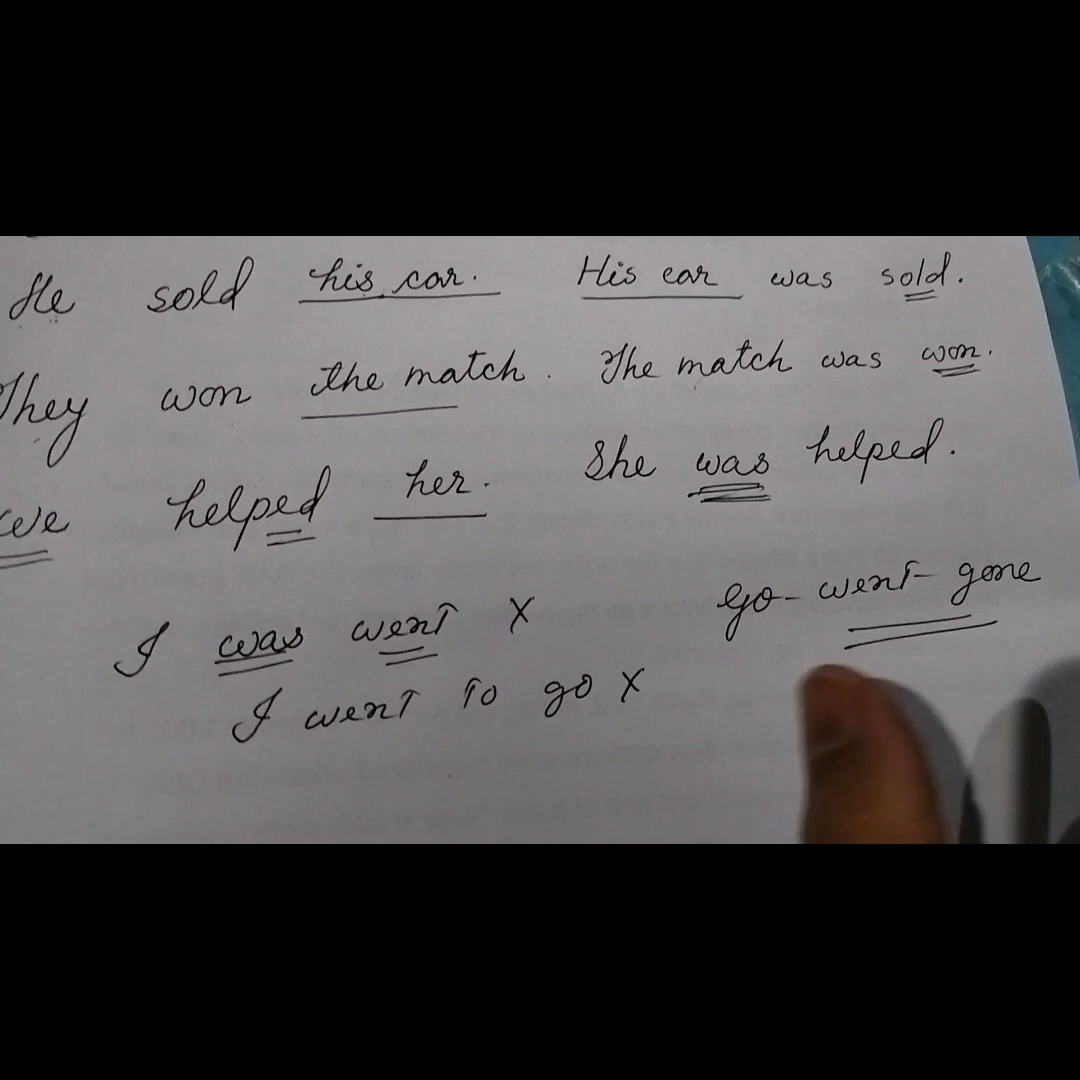 He sold his car. His car was sold.
They won the match. The match was won.
We helped her. She was helped.
I was went X go - went - gone
I went to go X